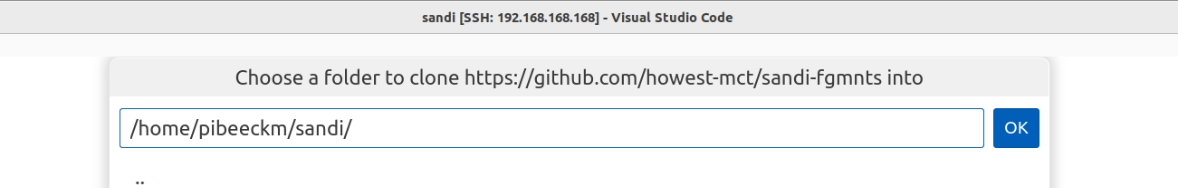 sandi [SSH: 192.168.168.168] - Visual Studio Code
Choose a folder to clone https://github.com/howest-mct/sandi-fgmnts into
/home/pibeeckm/sandi/
OK
..